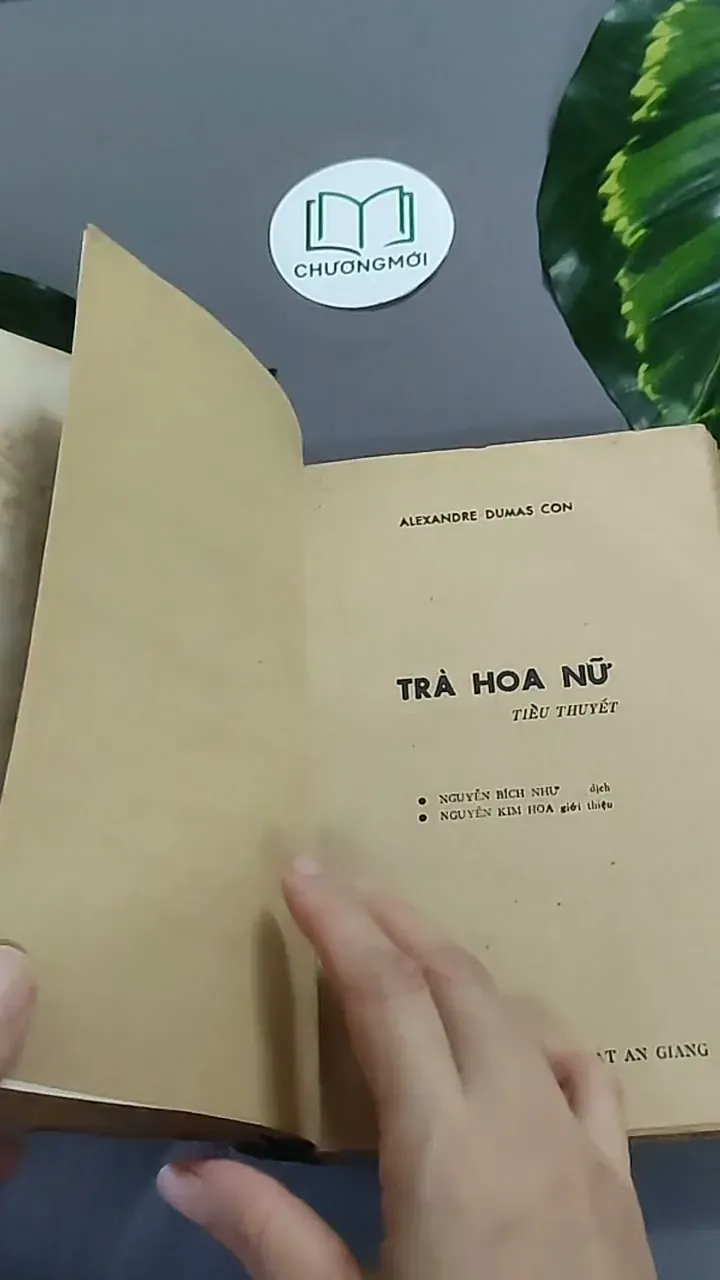 CHƯƠNGMỚI
ALEXANDRE DUMAS CON
TRÀ HOA NỮ
TIỂU THUYẾT
• NGUYỄN BÍCH NHƯ dịch
• NGUYỄN KIM HOA giới thiệu
AN GIANG